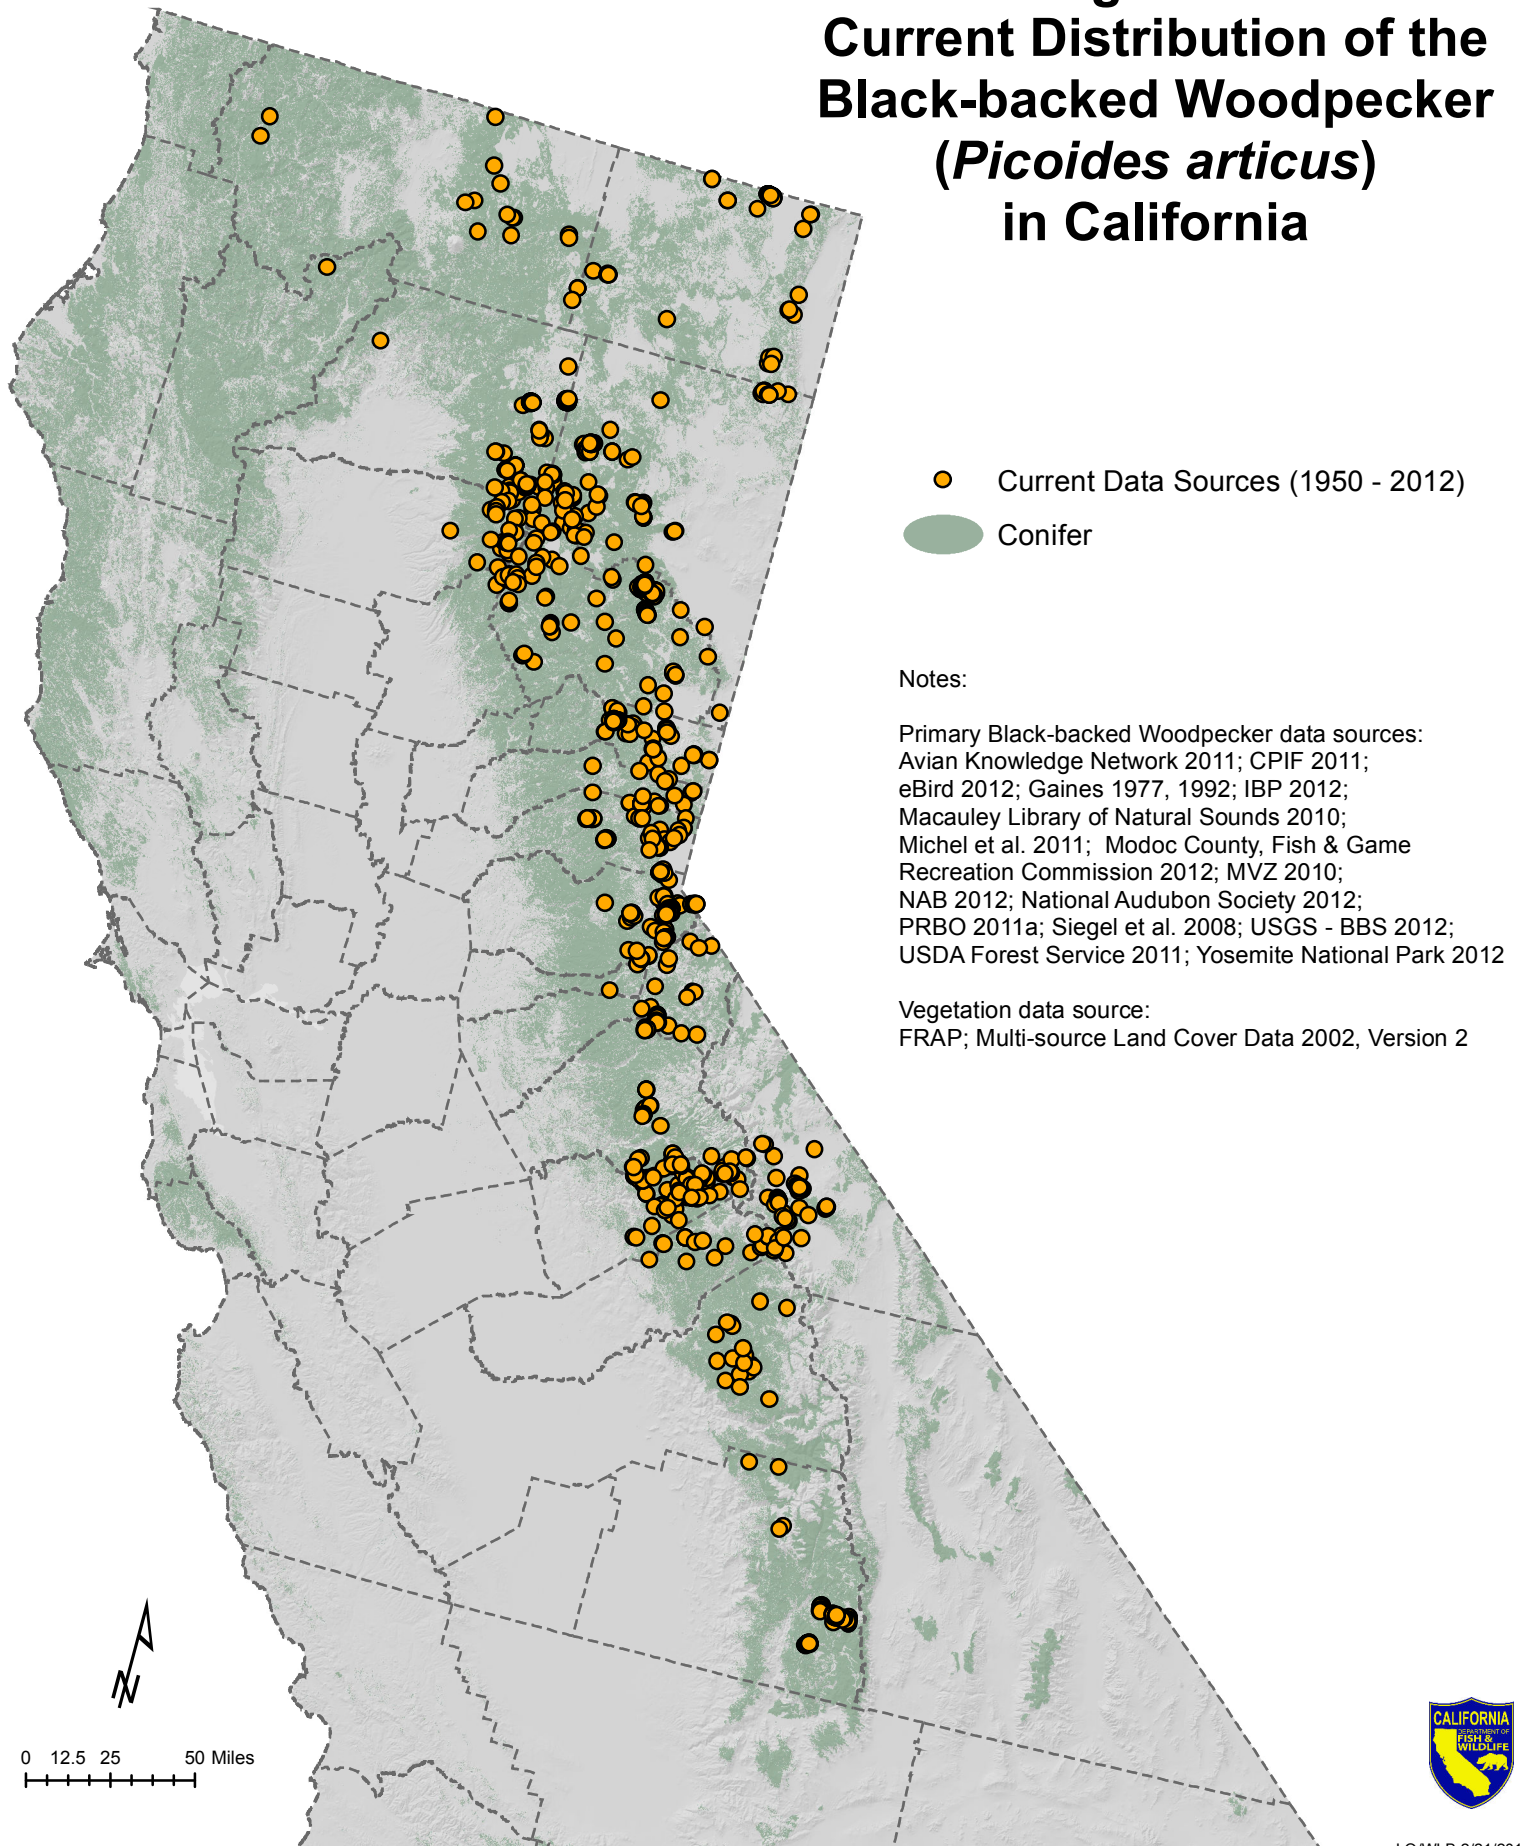 Current Distribution of the
Black-backed Woodpecker
(Picoides articus)
in California
Current Data Sources (1950 - 2012)
Conifer
Notes:
Primary Black-backed Woodpecker data sources:
Avian Knowledge Network 2011; CPIF 2011;
eBird 2012; Gaines 1977, 1992; IBP 2012;
Macauley Library of Natural Sounds 2010;
Michel et al. 2011; Modoc County, Fish & Game
Recreation Commission 2012; MVZ 2010;
NAB 2012; National Audubon Society 2012;
PRBO 2011a; Siegel et al. 2008; USGS - BBS 2012;
USDA Forest Service 2011; Yosemite National Park 2012
Vegetation data source:
FRAP; Multi-source Land Cover Data 2002, Version 2
N
0 12.5 25 50 Miles
CALIFORNIA
DEPARTMENT OF
FISH &
WILDLIFE